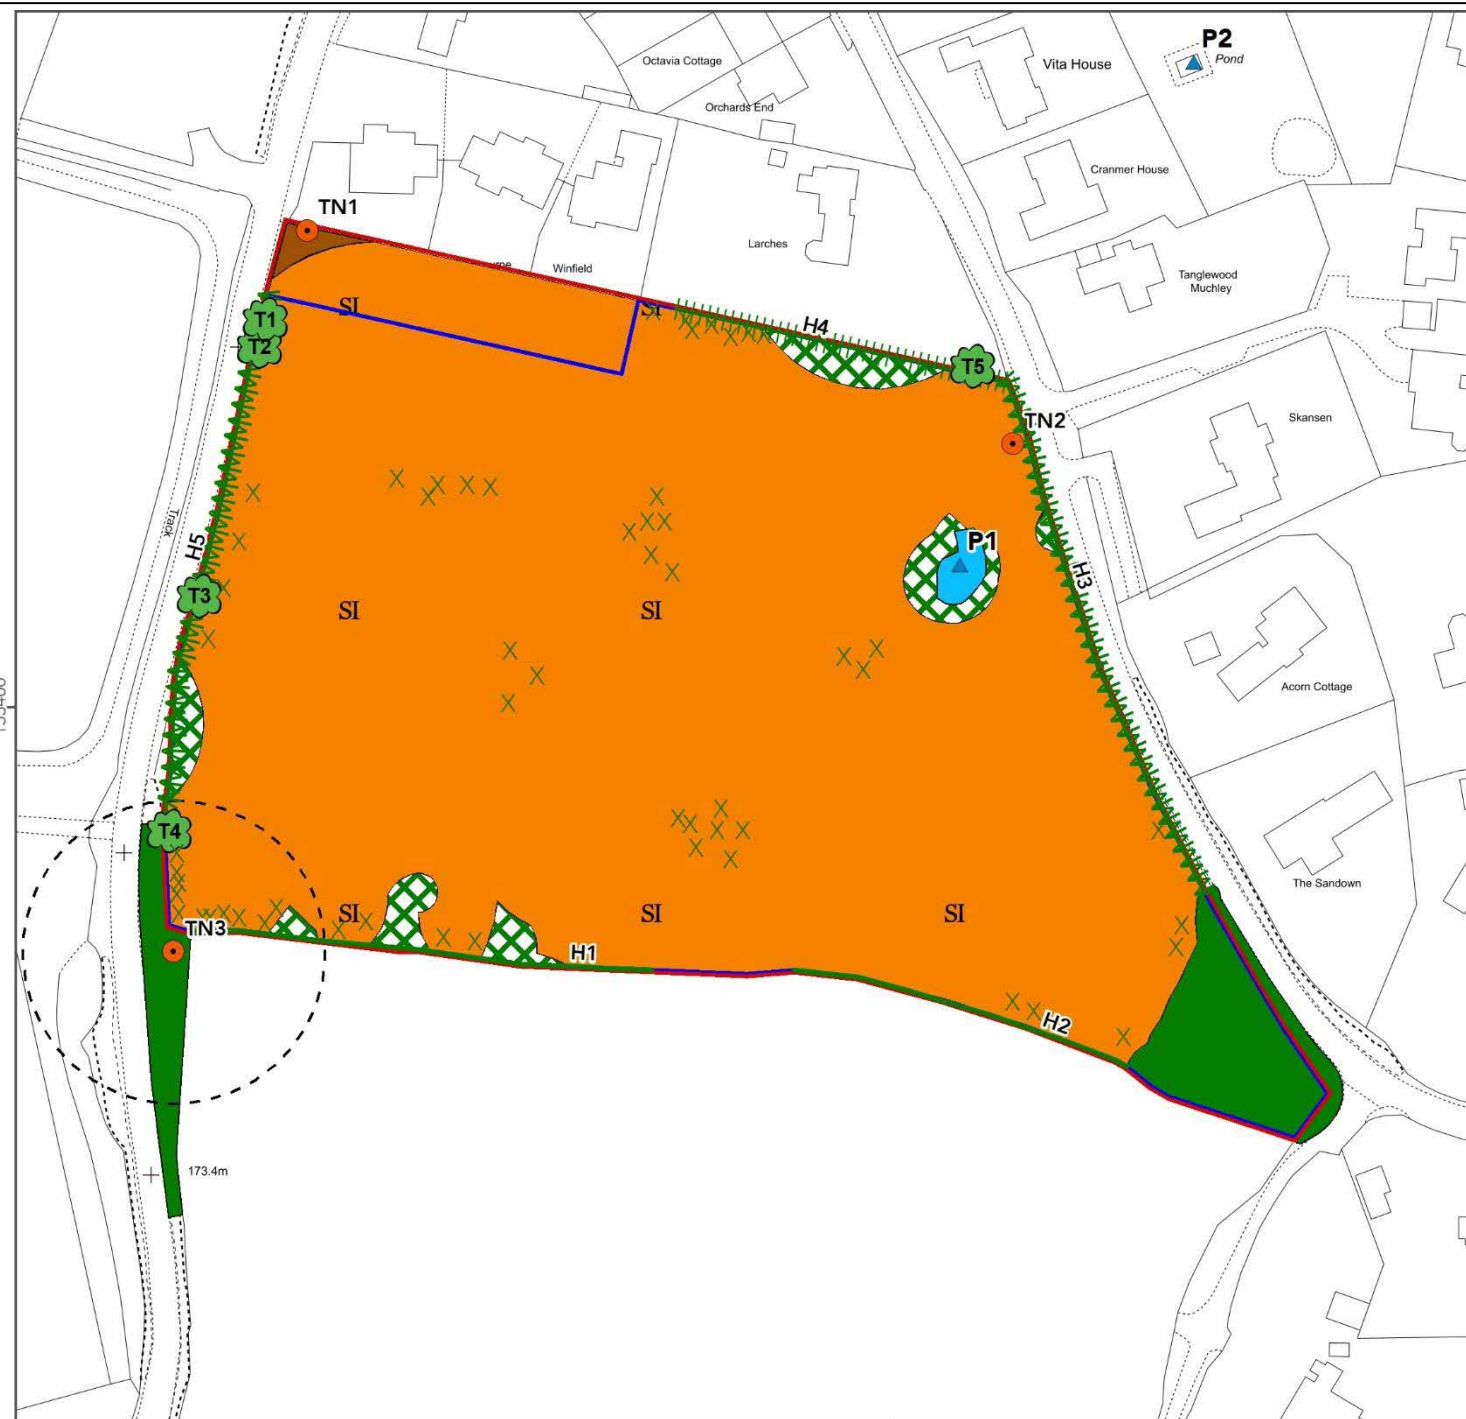 P2
Pond
Octavia Cottage
Vita House
Orchards End
Cranmer House
TN1
Larches
Winfield
Tanglewood
Muchley
SI
SI
H4
T1
T2
T5
TN2
Skansen
Track
H5
P1
H3
T3
SI
SI
Acorn Cottage
T4
The Sandown
SI
SI
SI
TN3
H1
H2
173.4m